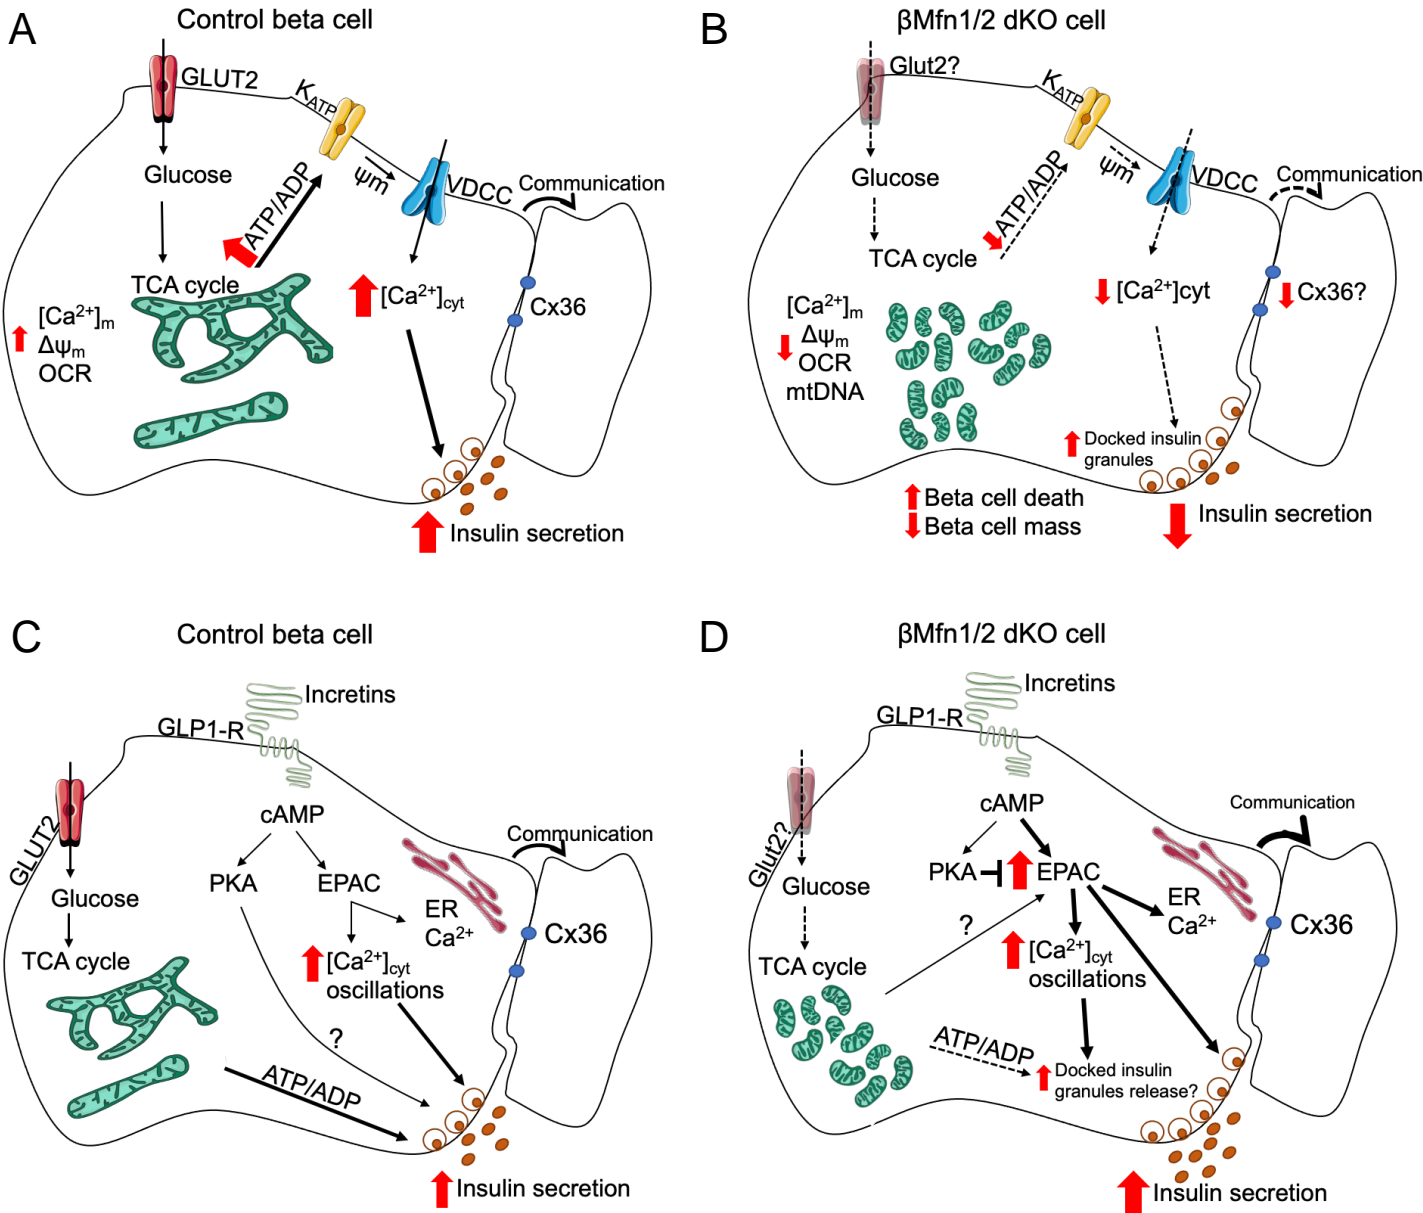 A
Control beta cell
GLUT2
K_ATP
Glucose
ATP/ADP
Ψm
VDCC
Communication
TCA cycle
[Ca²⁺]cyt
Cx36
[Ca²⁺]m
Δψm
OCR
Insulin secretion
B
βMfn1/2 dKO cell
Glut2?
K_ATP
Glucose
ATP/ADP
Ψm
VDCC
Communication
TCA cycle
[Ca²⁺]cyt
Cx36?
[Ca²⁺]m
Δψm
OCR
mtDNA
Docked insulin
granules
Beta cell death
Beta cell mass
Insulin secretion
C
Control beta cell
Incretins
GLP1-R
cAMP
GLUT2
Communication
PKA
EPAC
Glucose
ER
Ca²⁺
Cx36
TCA cycle
[Ca²⁺]cyt
oscillations
?
ATP/ADP
Insulin secretion
D
βMfn1/2 dKO cell
Incretins
GLP1-R
cAMP
Communication
Glut2?
PKA
EPAC
Glucose
ER
Ca²⁺
Cx36
?
TCA cycle
[Ca²⁺]cyt
oscillations
ATP/ADP
Docked insulin
granules release?
Insulin secretion